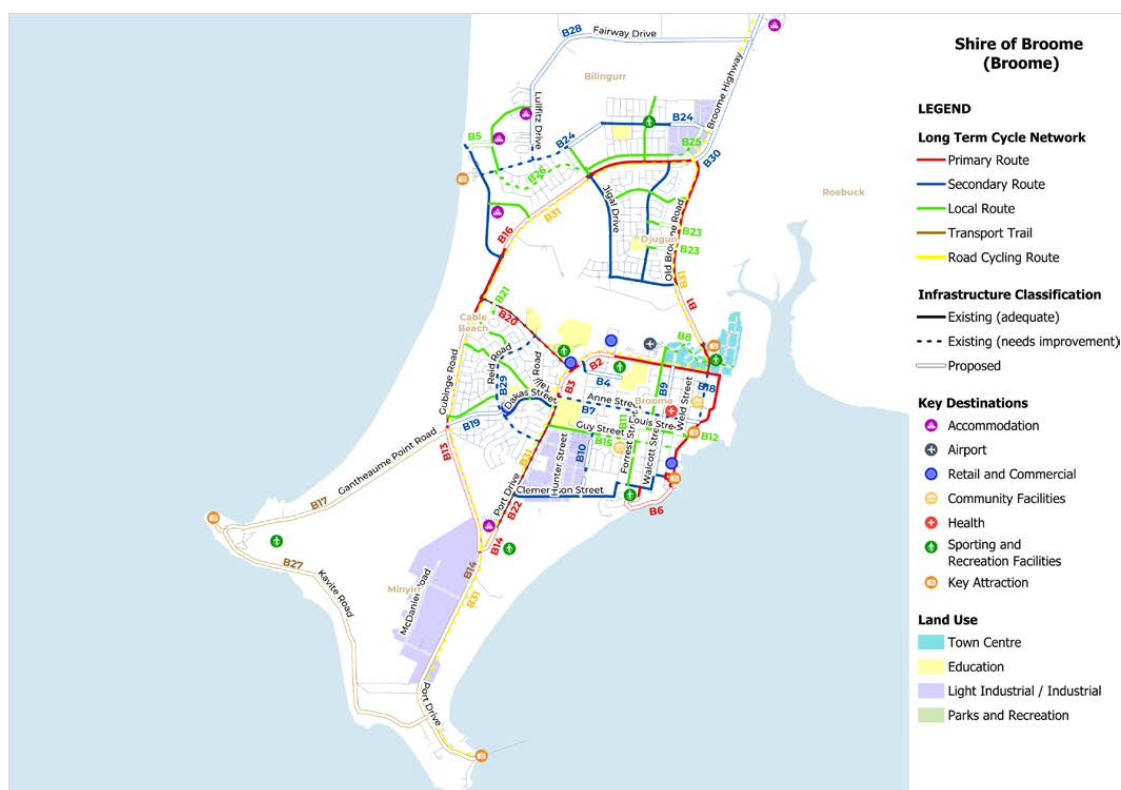 Shire of Broome
(Broome)
LEGEND
Long Term Cycle Network
Primary Route
Secondary Route
Local Route
Transport Trail
Road Cycling Route
Infrastructure Classification
Existing (adequate)
Existing (needs improvement)
Proposed
Key Destinations
Accommodation
Airport
Retail and Commercial
Community Facilities
Health
Sporting and
Recreation Facilities
Key Attraction
Land Use
Town Centre
Education
Light Industrial / Industrial
Parks and Recreation
B28
Fairway Drive
Bilingurr
Broome Highway
Lullfitz Drive
B24
B24
B5
B25
B30
B26
Roebuck
Jigal Drive
B31
B16
B23
Djugun
B23
Old Broome Road
B31
B1
B21
B20
Cable
Beach
B8
Reid Road
Road
B2
Gubinge Road
B29
B3
B4
B9
Weld Street
B18
Anne Street
Broome
Dakas Street
B7
B11
Louis Street
B19
Guy Street
B15
B12
B13
B31
Hunter Street
B10
Forrest Street
Walcott Street
Gantheaume Point Road
Port Drive
Street
B17
B22
B6
B14
B14
B27
Kavite Road
Minyirr
McDaniel Road
B31
Port Drive